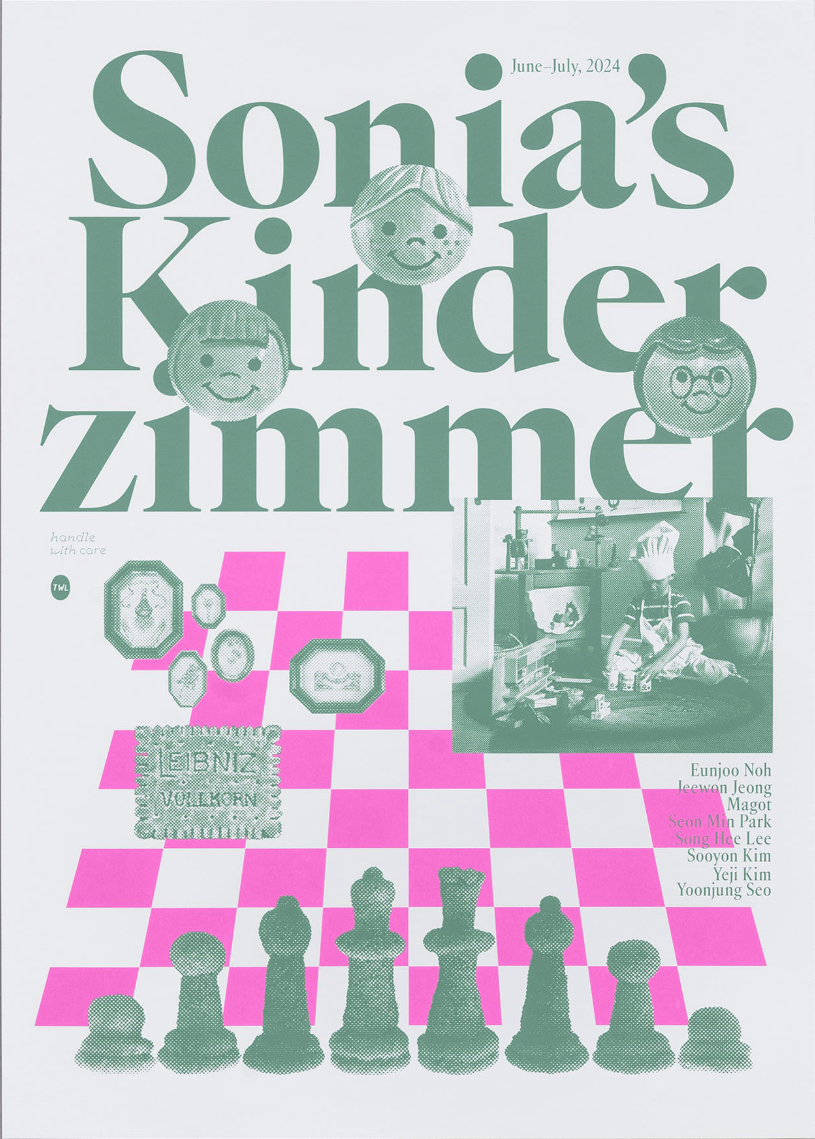 June–July, 2024
Sonia’s
Kinder
zimmer
handle
with care
TWL
LEIBNIZ
VOLLKORN
Eunjoo Noh
Jeewon Jeong
Magot
Seon Min Park
Song Hee Lee
Sooyon Kim
Yeji Kim
Yoonjung Seo